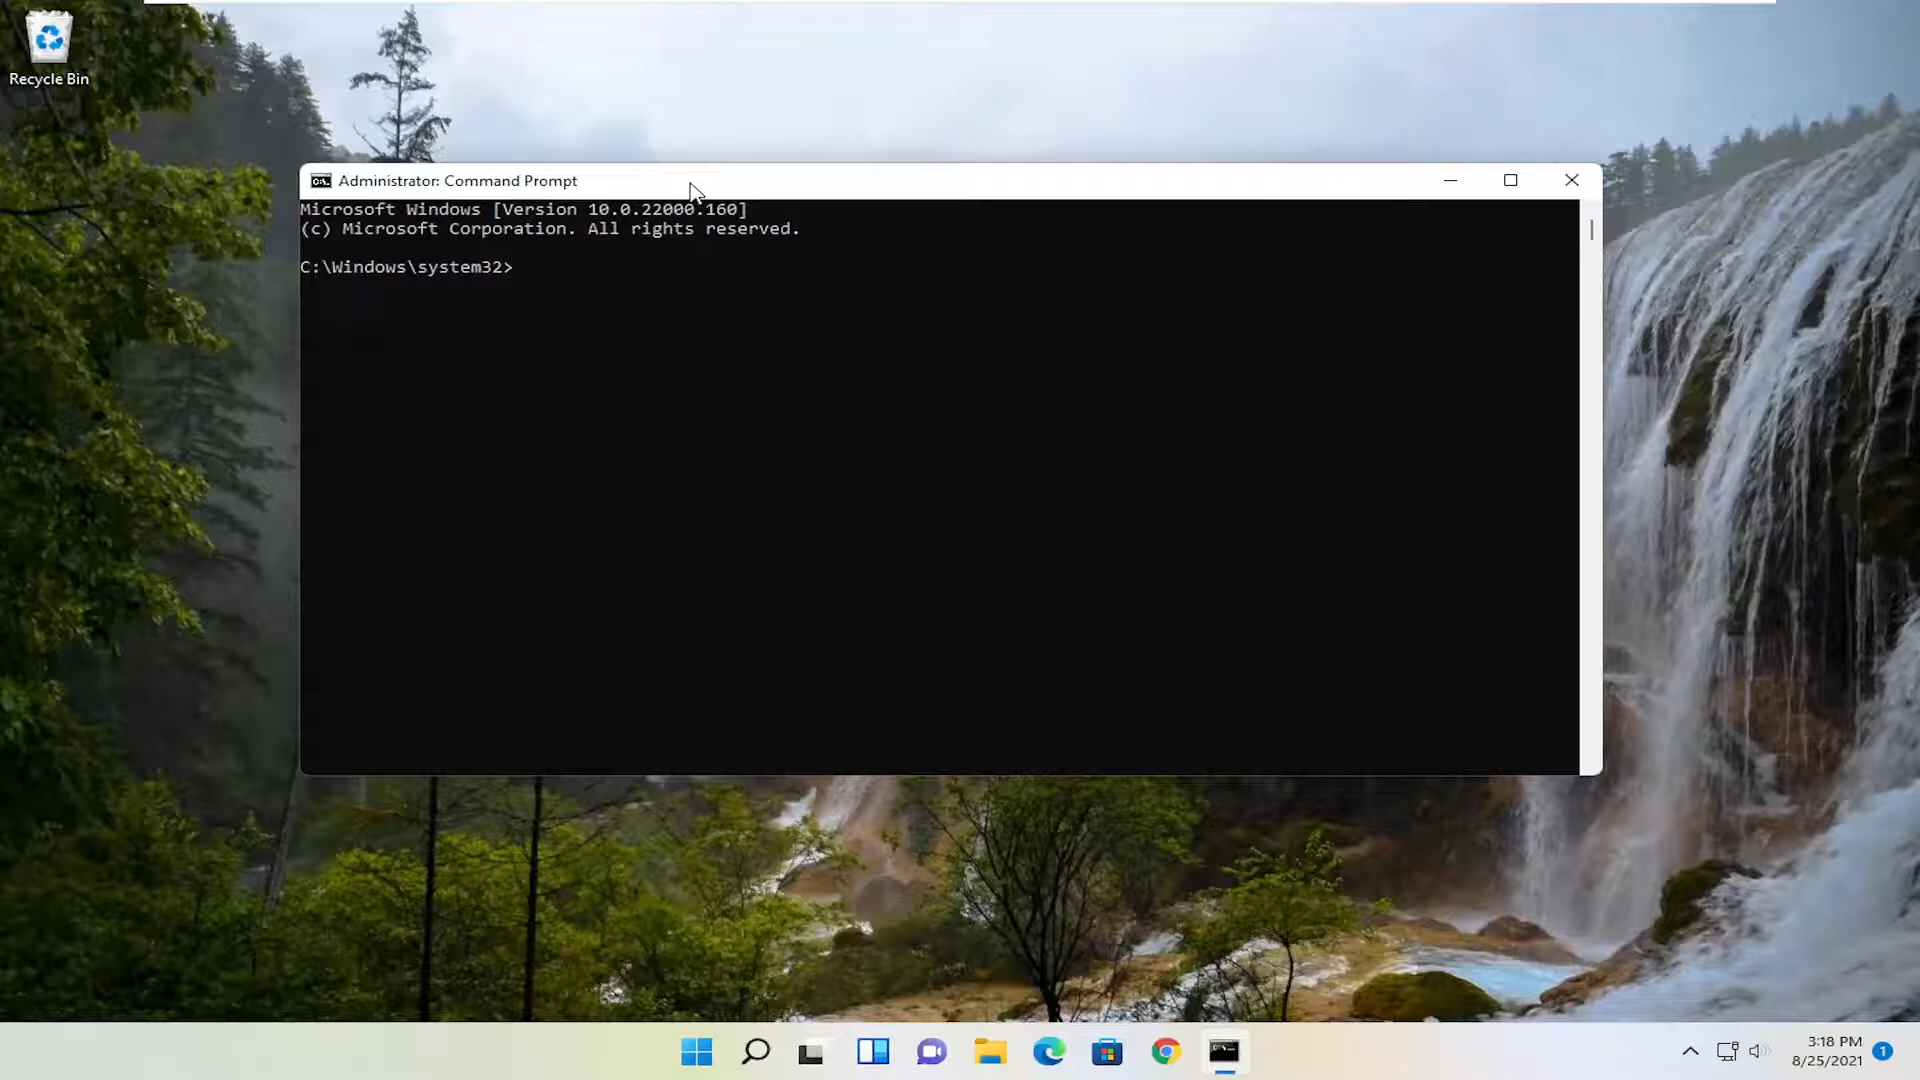 Recycle Bin
Administrator: Command Prompt
Microsoft Windows [Version 10.0.22000.160]
(c) Microsoft Corporation. All rights reserved.
C:\Windows\system32>
3:18 PM
8/25/2021
1